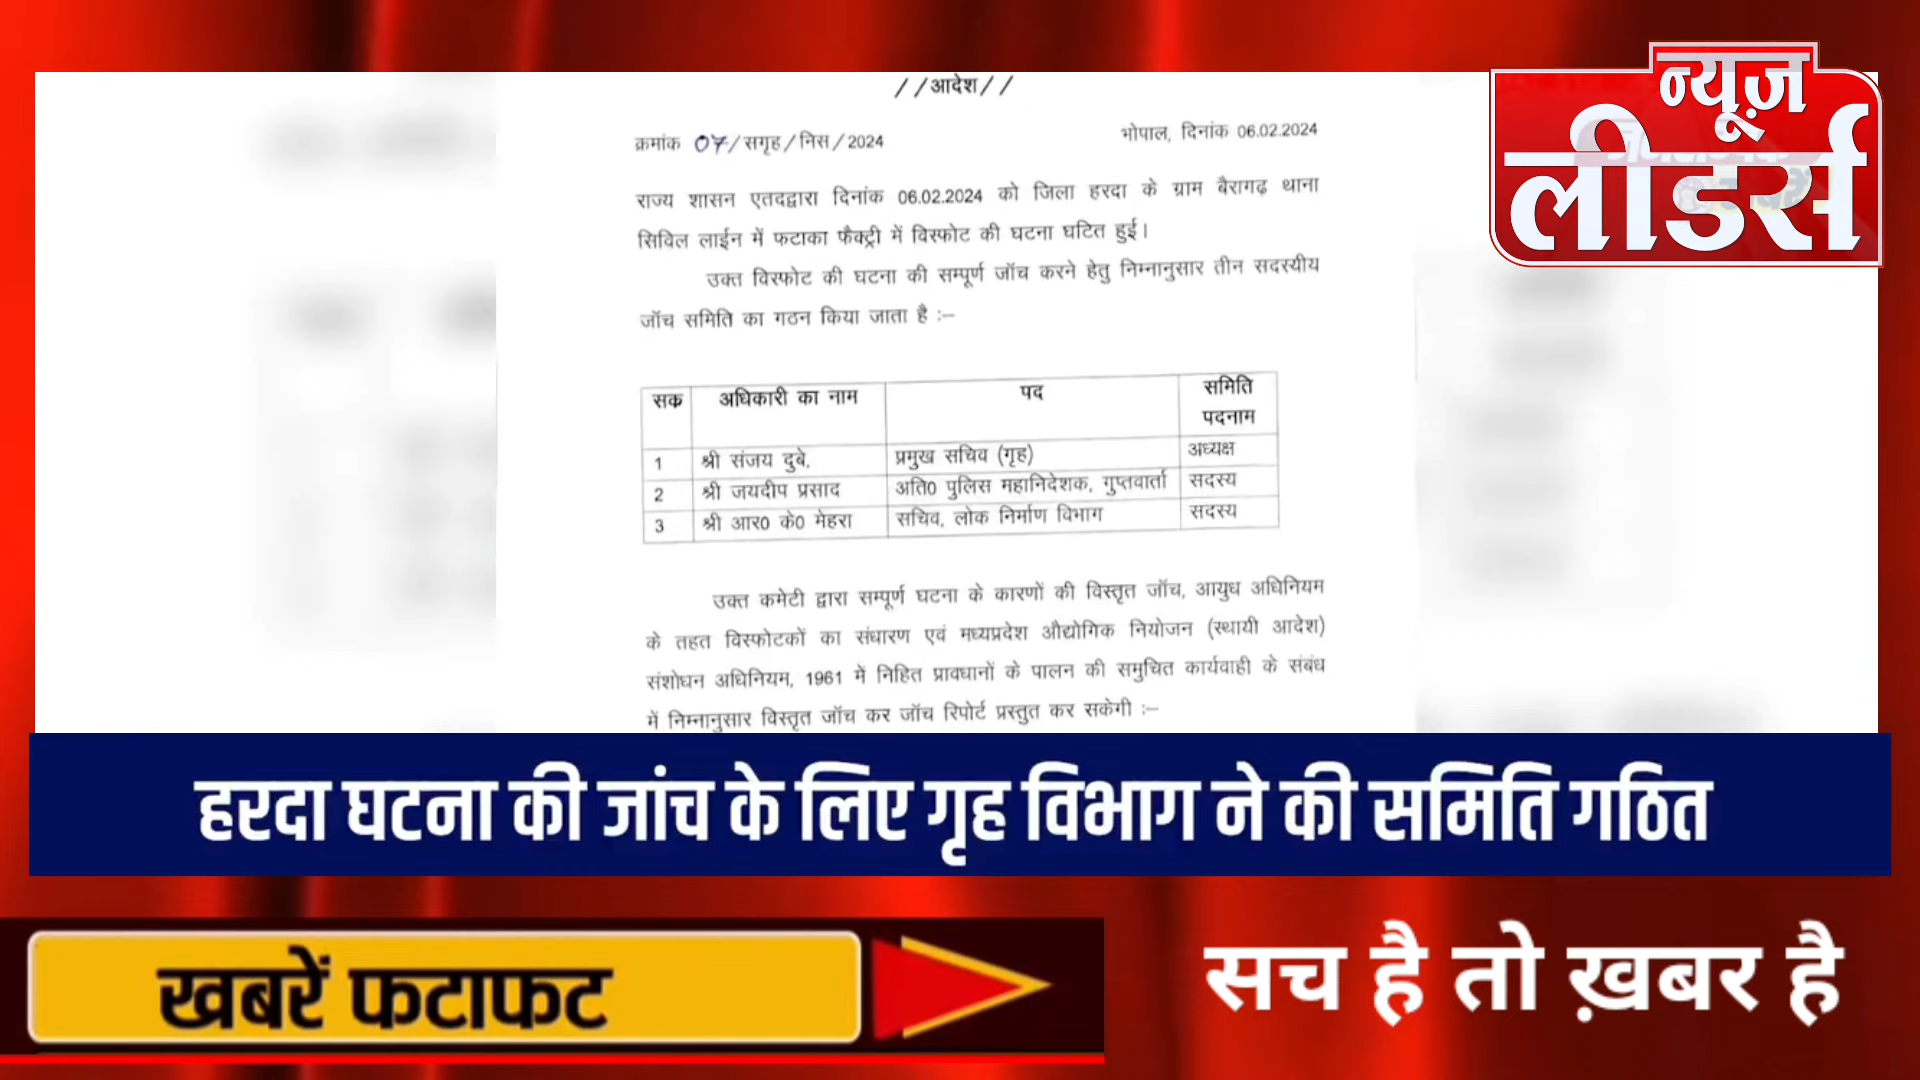 //आदेश//
क्रमांक 07/सगृह/निस/2024
भोपाल, दिनांक 06.02.2024
राज्य शासन एतदद्वारा दिनांक 06.02.2024 को जिला हरदा के ग्राम बैरागढ़ थाना
सिविल लाईन में फटाका फैक्ट्री में विस्फोट की घटना घटित हुई।
उक्त विस्फोट की घटना की सम्पूर्ण जॉच करने हेतु निम्नानुसार तीन सदस्यीय
जॉच समिति का गठन किया जाता है :–
सक्र अधिकारी का नाम पद समिति पदनाम
1 श्री संजय दुबे, प्रमुख सचिव (गृह) अध्यक्ष
2 श्री जयदीप प्रसाद अति0 पुलिस महानिदेशक, गुप्तवार्ता सदस्य
3 श्री आर0 के0 मेहरा सचिव, लोक निर्माण विभाग सदस्य
उक्त कमेटी द्वारा सम्पूर्ण घटना के कारणों की विस्तृत जॉच, आयुध अधिनियम
के तहत विस्फोटकों का संधारण एवं मध्यप्रदेश औद्योगिक नियोजन (स्थायी आदेश)
संशोधन अधिनियम, 1961 में निहित प्रावधानों के पालन की समुचित कार्यवाही के संबंध
में निम्नानुसार विस्तृत जॉच कर जॉच रिपोर्ट प्रस्तुत कर सकेगी :–
न्यूज़
लीडर्स
हरदा घटना की जांच के लिए गृह विभाग ने की समिति गठित
खबरें फटाफट
सच है तो ख़बर है